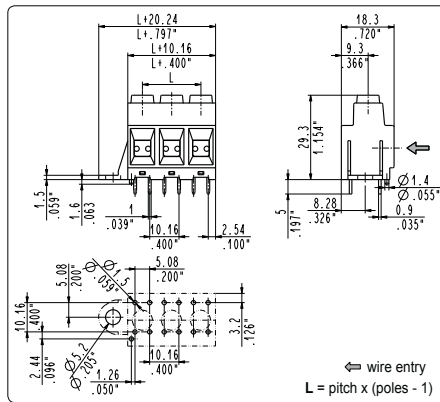 L+20.24
L+.797"
L+10.16
L+.400"
L
18.3
.720"
9.3
.366"
29.3
1.154"
1.5
.059"
1.6
.063
1
.039"
10.16
.400"
2.54
.100"
5
.197"
8.28
.326"
Ø1.4
Ø.055"
0.9
.035"
5.08
.200"
Ø1.5
Ø.059"
5.08
.200"
10.16
.400"
2.44
.096"
Ø5.2
Ø.205"
1.26
.050"
10.16
.400"
3.2
.126"
wire entry
L = pitch x (poles - 1)